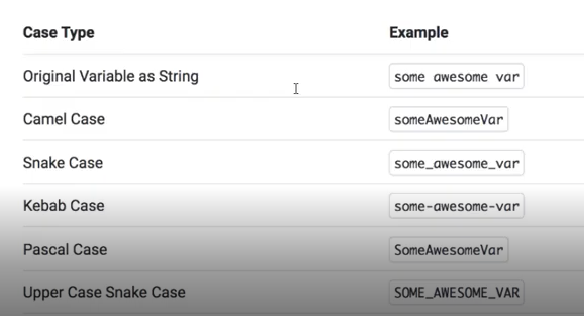 Case Type Example
Original Variable as String some awesome var
Camel Case someAwesomeVar
Snake Case some_awesome_var
Kebab Case some-awesome-var
Pascal Case SomeAwesomeVar
Upper Case Snake Case SOME_AWESOME_VAR